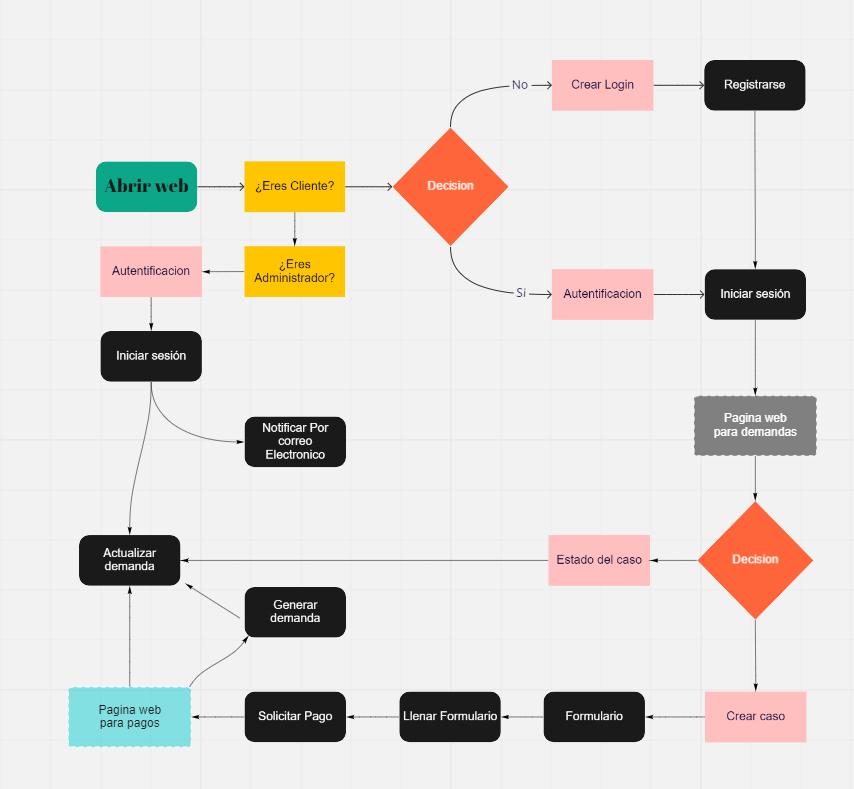 No
Crear Login
Registrarse
Abrir web
¿Eres Cliente?
Decision
Autentificacion
¿Eres
Administrador?
Si
Autentificacion
Iniciar sesión
Iniciar sesión
Notificar Por
correo
Electronico
Pagina web
para demandas
Actualizar
demanda
Estado del caso
Decision
Generar
demanda
Pagina web
para pagos
Solicitar Pago
Llenar Formulario
Formulario
Crear caso